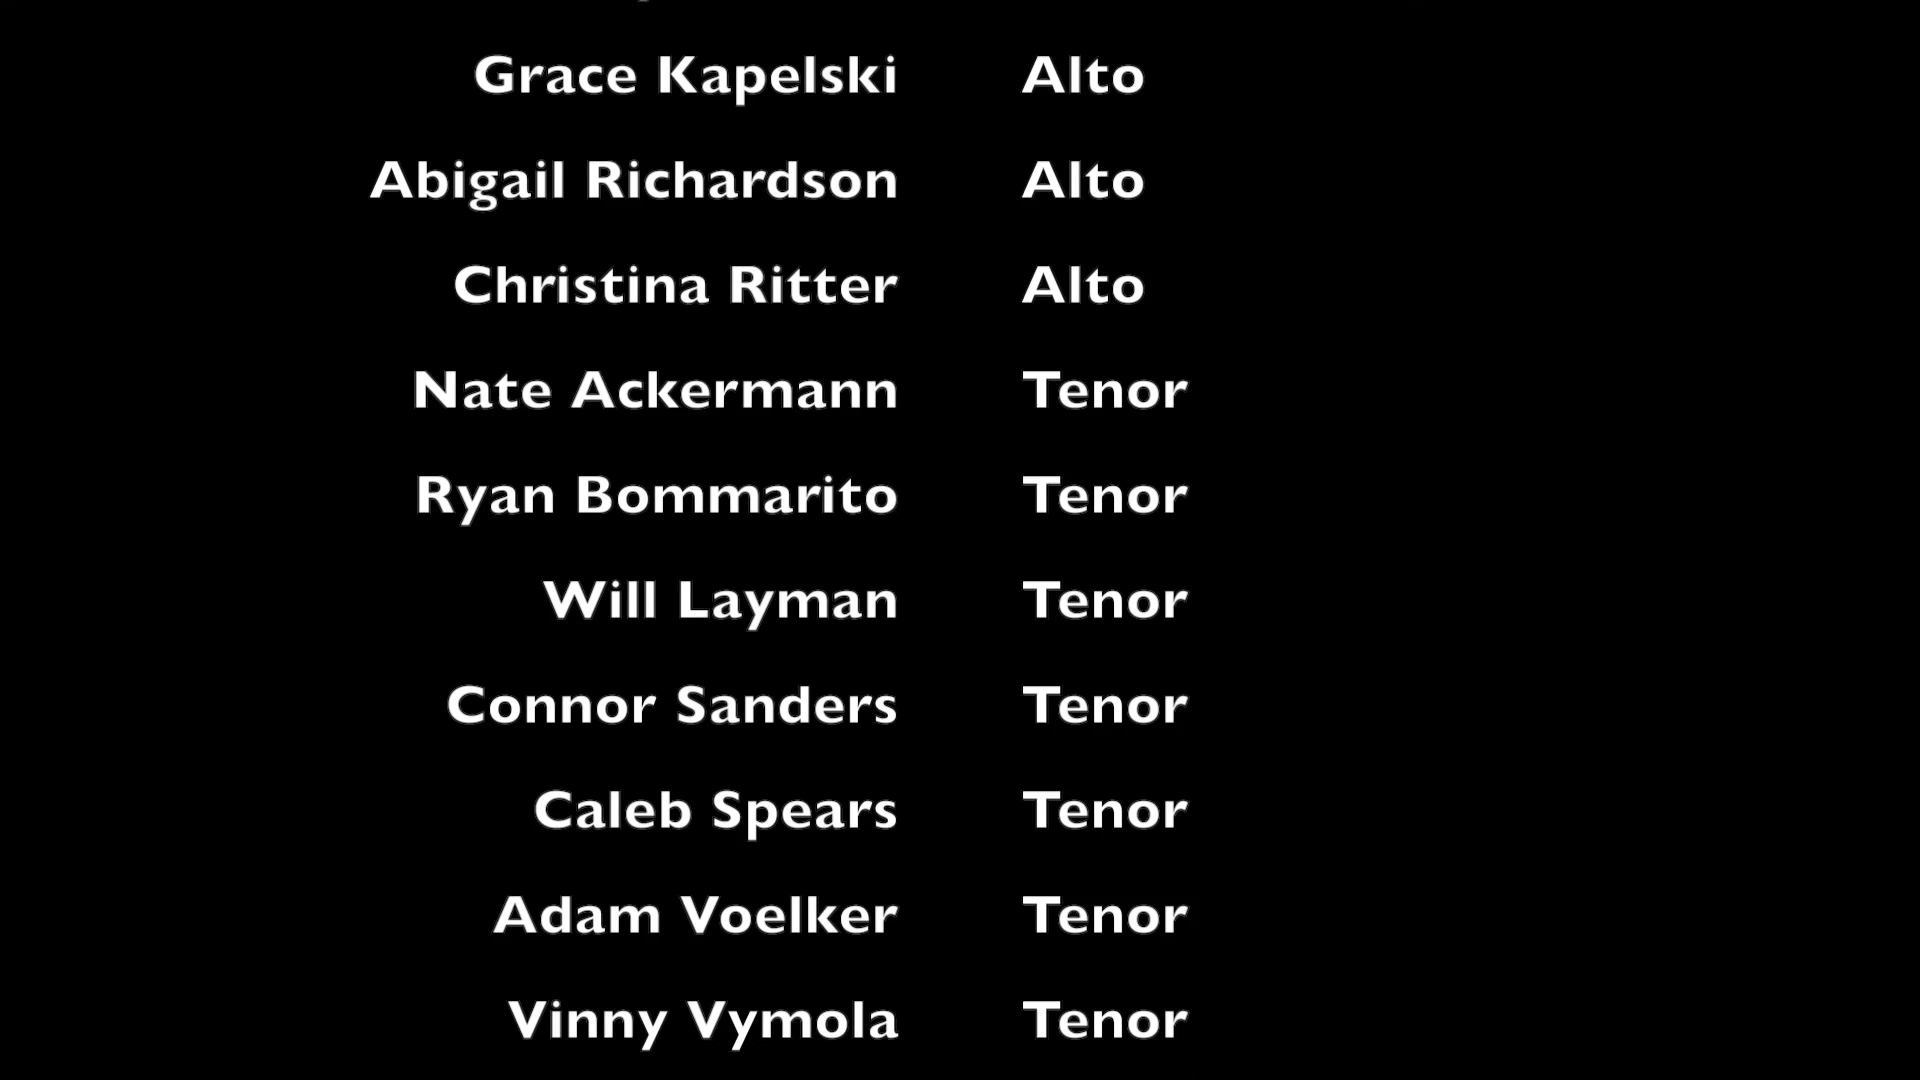 Grace Kapelski Alto
Abigail Richardson Alto
Christina Ritter Alto
Nate Ackermann Tenor
Ryan Bommarito Tenor
Will Layman Tenor
Connor Sanders Tenor
Caleb Spears Tenor
Adam Voelker Tenor
Vinny Vymola Tenor